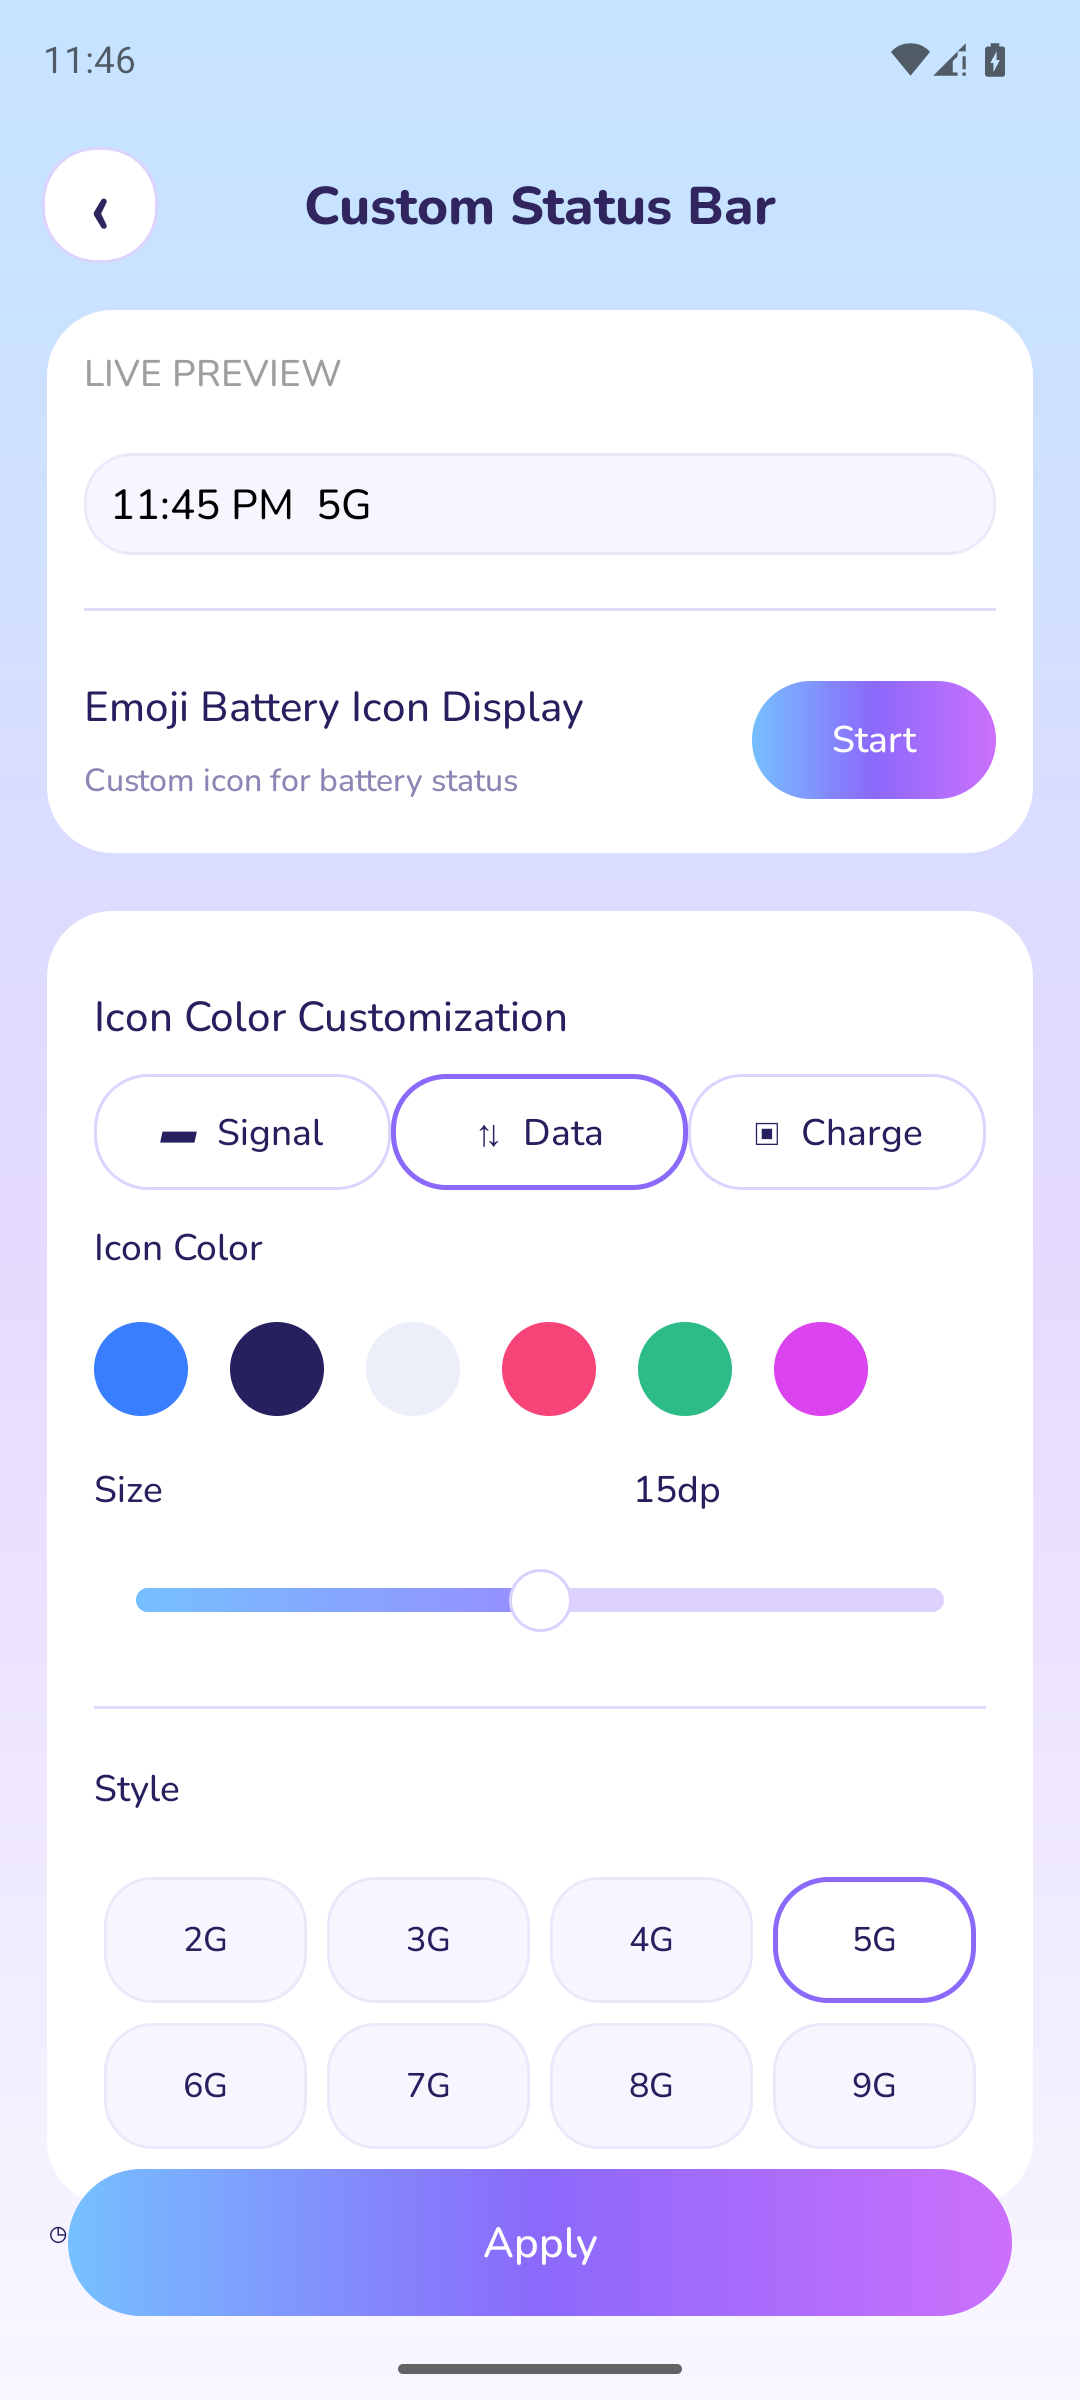 11:46
Custom Status Bar
LIVE PREVIEW
11:45 PM 5G
Emoji Battery Icon Display
Custom icon for battery status
Start
Icon Color Customization
Signal
Data
Charge
Icon Color
Size 15dp
Style
2G 3G 4G 5G
6G 7G 8G 9G
Apply